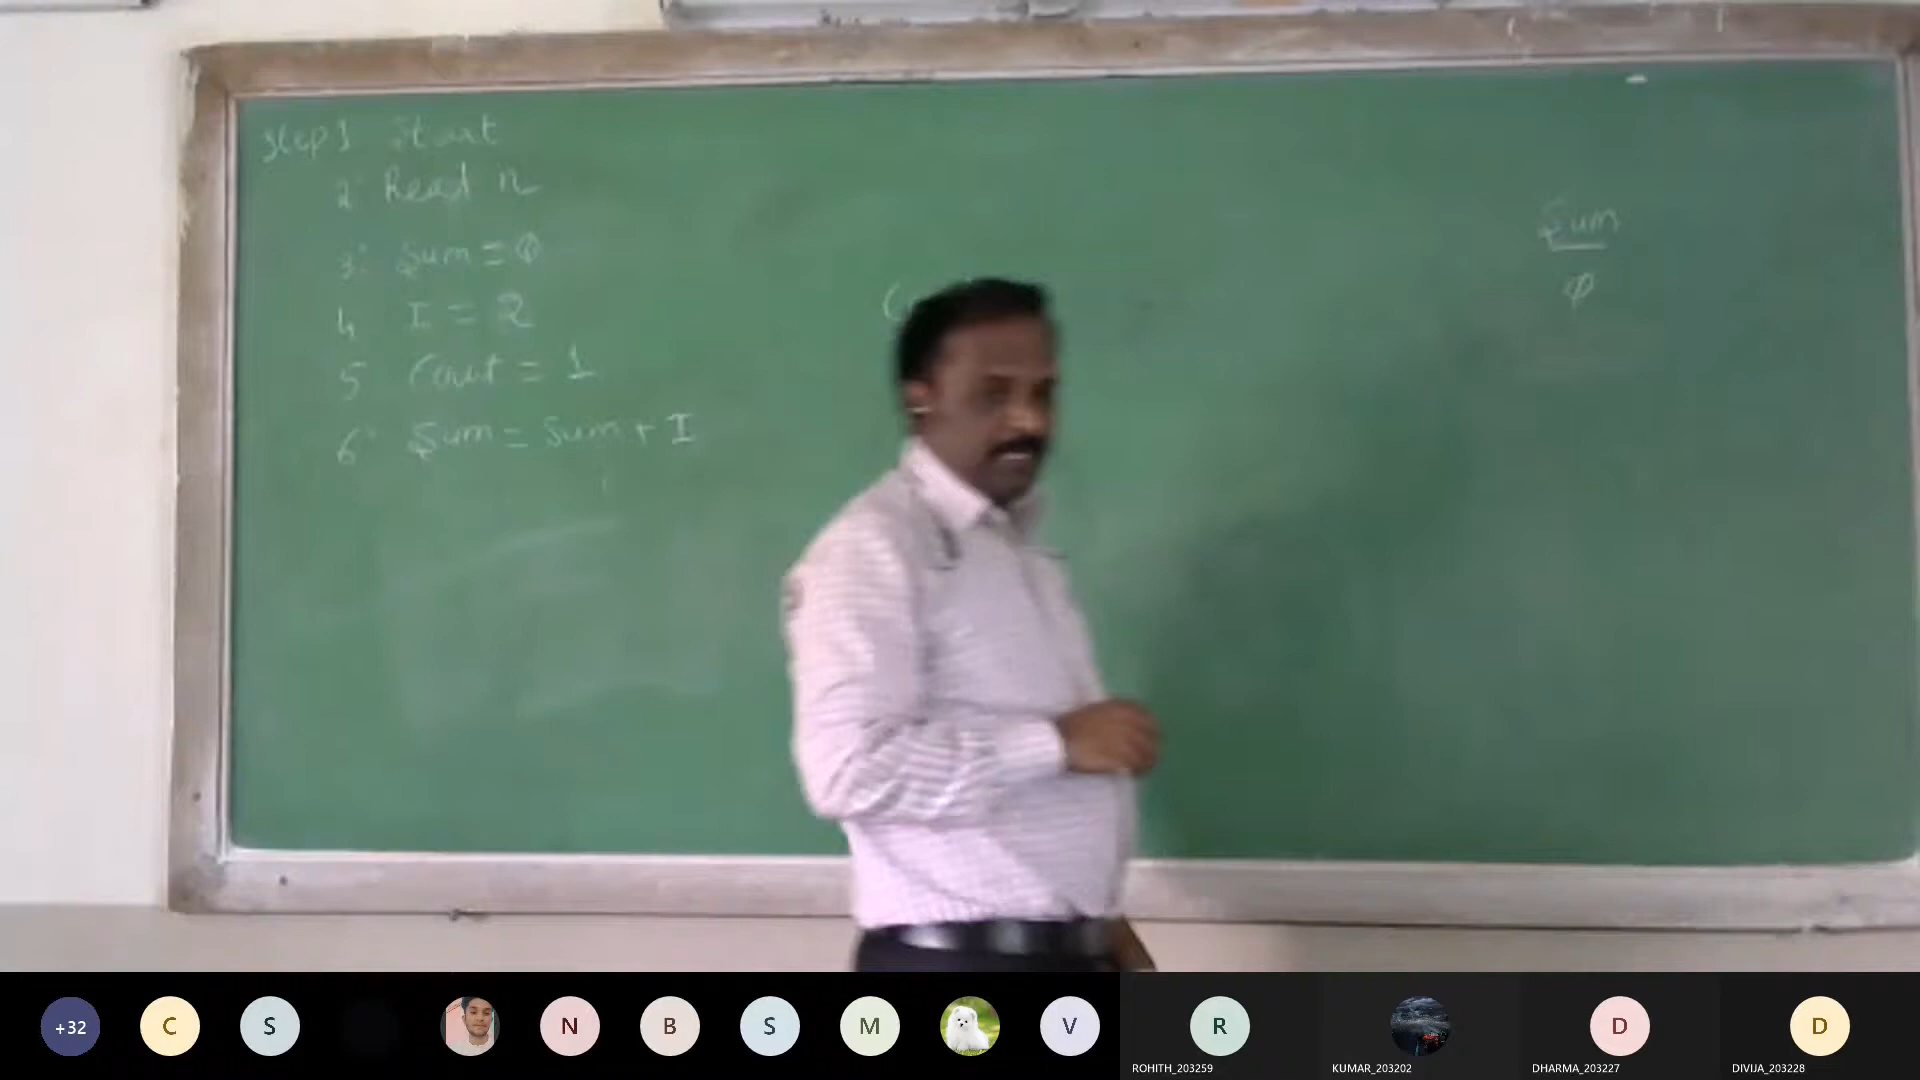 Step 1 Start
2 Read n
3 Sum = 0
4 I = 2
5 Cout = 1
6 Sum = Sum + I
Sum
0
+32
C
S
N
B
S
M
V
R
D
D
ROHITH_203259
KUMAR_203202
DHARMA_203227
DIVIJA_203228